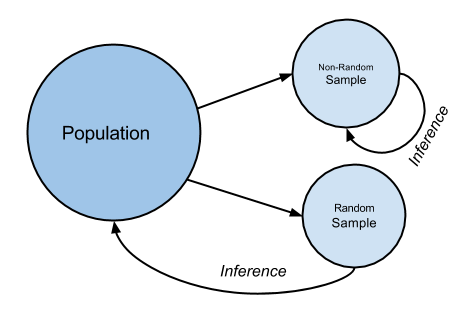 Non-Random
Sample
Population
Inference
Random
Sample
Inference